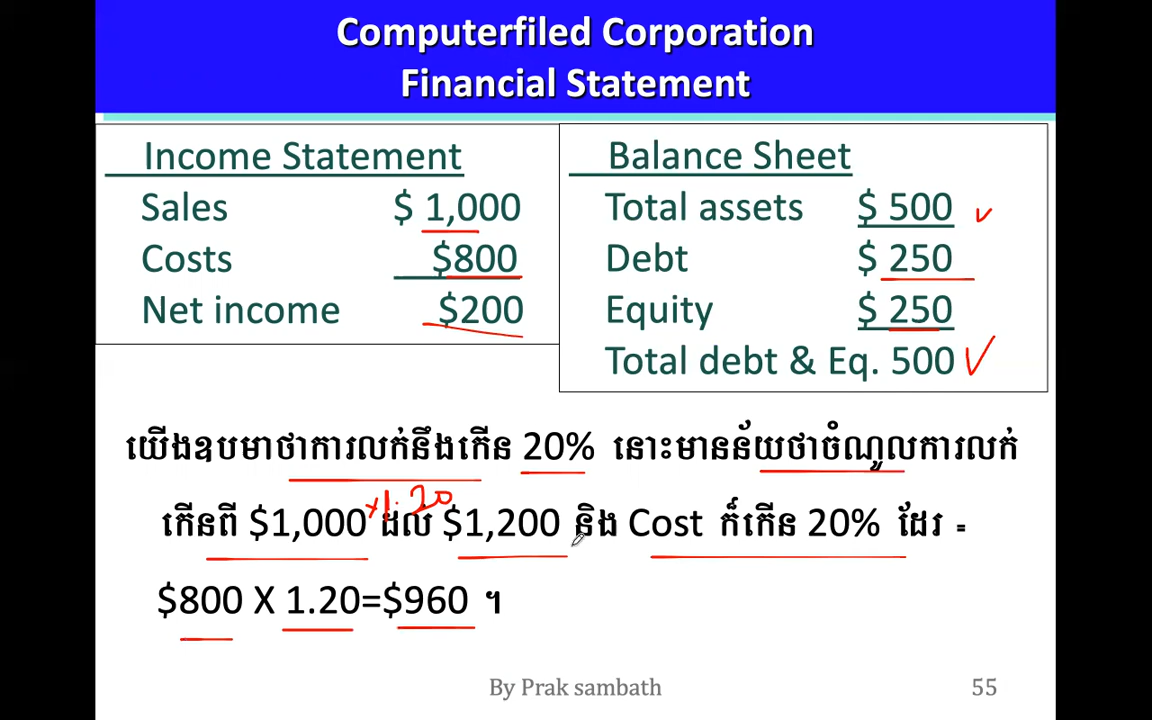 Computerfiled Corporation
Financial Statement
Income Statement
Sales $ 1,000
Costs $800
Net income $200
Balance Sheet
Total assets $ 500
Debt $ 250
Equity $ 250
Total debt & Eq. 500
យើងឧបមាថាការលក់នឹងកើន 20% នោះមានន័យថាចំណូលការលក់
×1.20
កើនពី $1,000 ដល់ $1,200 និង Cost ក៏កើន 20% ដែរ =
$800 X 1.20=$960 ។
By Prak sambath 55